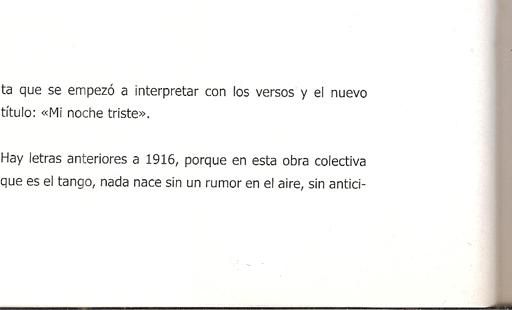 ta que se empezó a interpretar con los versos y el nuevo
título: «Mi noche triste».
Hay letras anteriores a 1916, porque en esta obra colectiva
que es el tango, nada nace sin un rumor en el aire, sin antici-